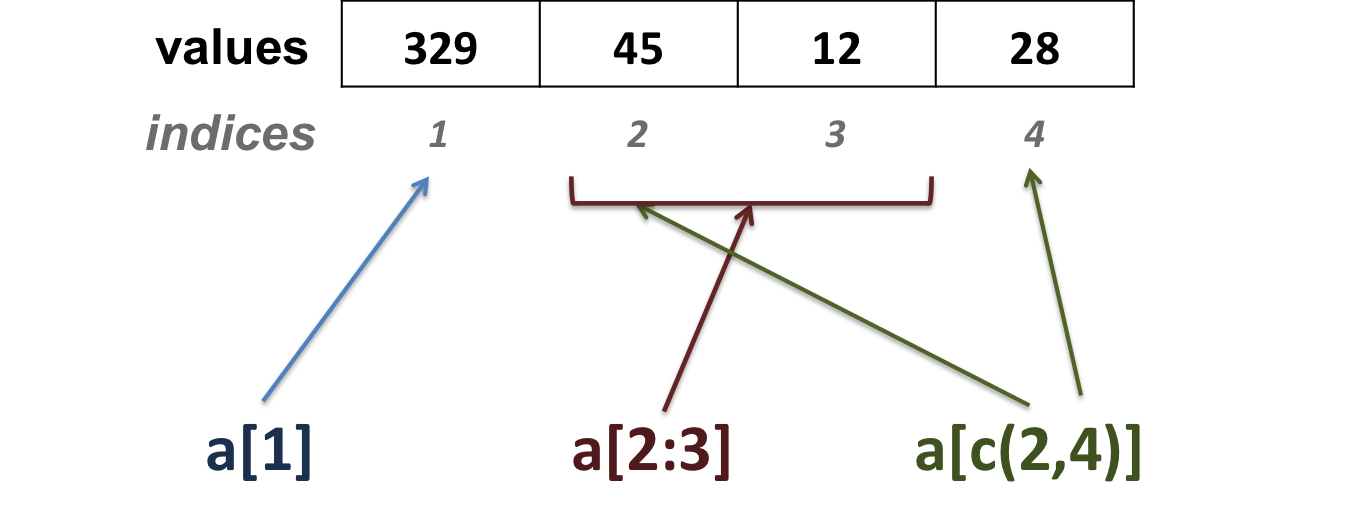 values 329 45 12 28
indices 1 2 3 4
a[1] a[2:3] a[c(2,4)]